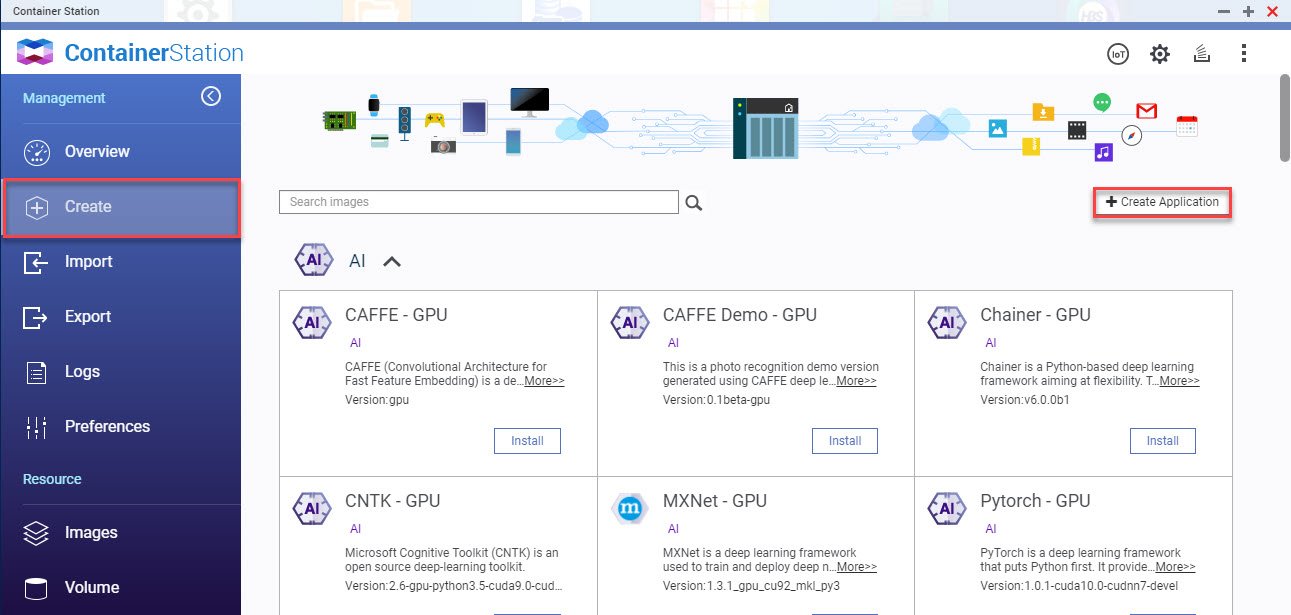 Container Station
ContainerStation
IoT
Management
Overview
Create
Import
Export
Logs
Preferences
Resource
Images
Volume
Search images
+ Create Application
AI AI
AI CAFFE - GPU
AI
CAFFE (Convolutional Architecture for
Fast Feature Embedding) is a de...More>>
Version:gpu
Install
AI CAFFE Demo - GPU
AI
This is a photo recognition demo version
generated using CAFFE deep le...More>>
Version:0.1beta-gpu
Install
AI Chainer - GPU
AI
Chainer is a Python-based deep learning
framework aiming at flexibility. T...More>>
Version:v6.0.0b1
Install
AI CNTK - GPU
AI
Microsoft Cognitive Toolkit (CNTK) is an
open source deep-learning toolkit.
Version:2.6-gpu-python3.5-cuda9.0-cud...
m MXNet - GPU
AI
MXNet is a deep learning framework
used to train and deploy deep n...More>>
Version:1.3.1_gpu_cu92_mkl_py3
AI Pytorch - GPU
AI
PyTorch is a deep learning framework
that puts Python first. It provide...More>>
Version:1.0.1-cuda10.0-cudnn7-devel